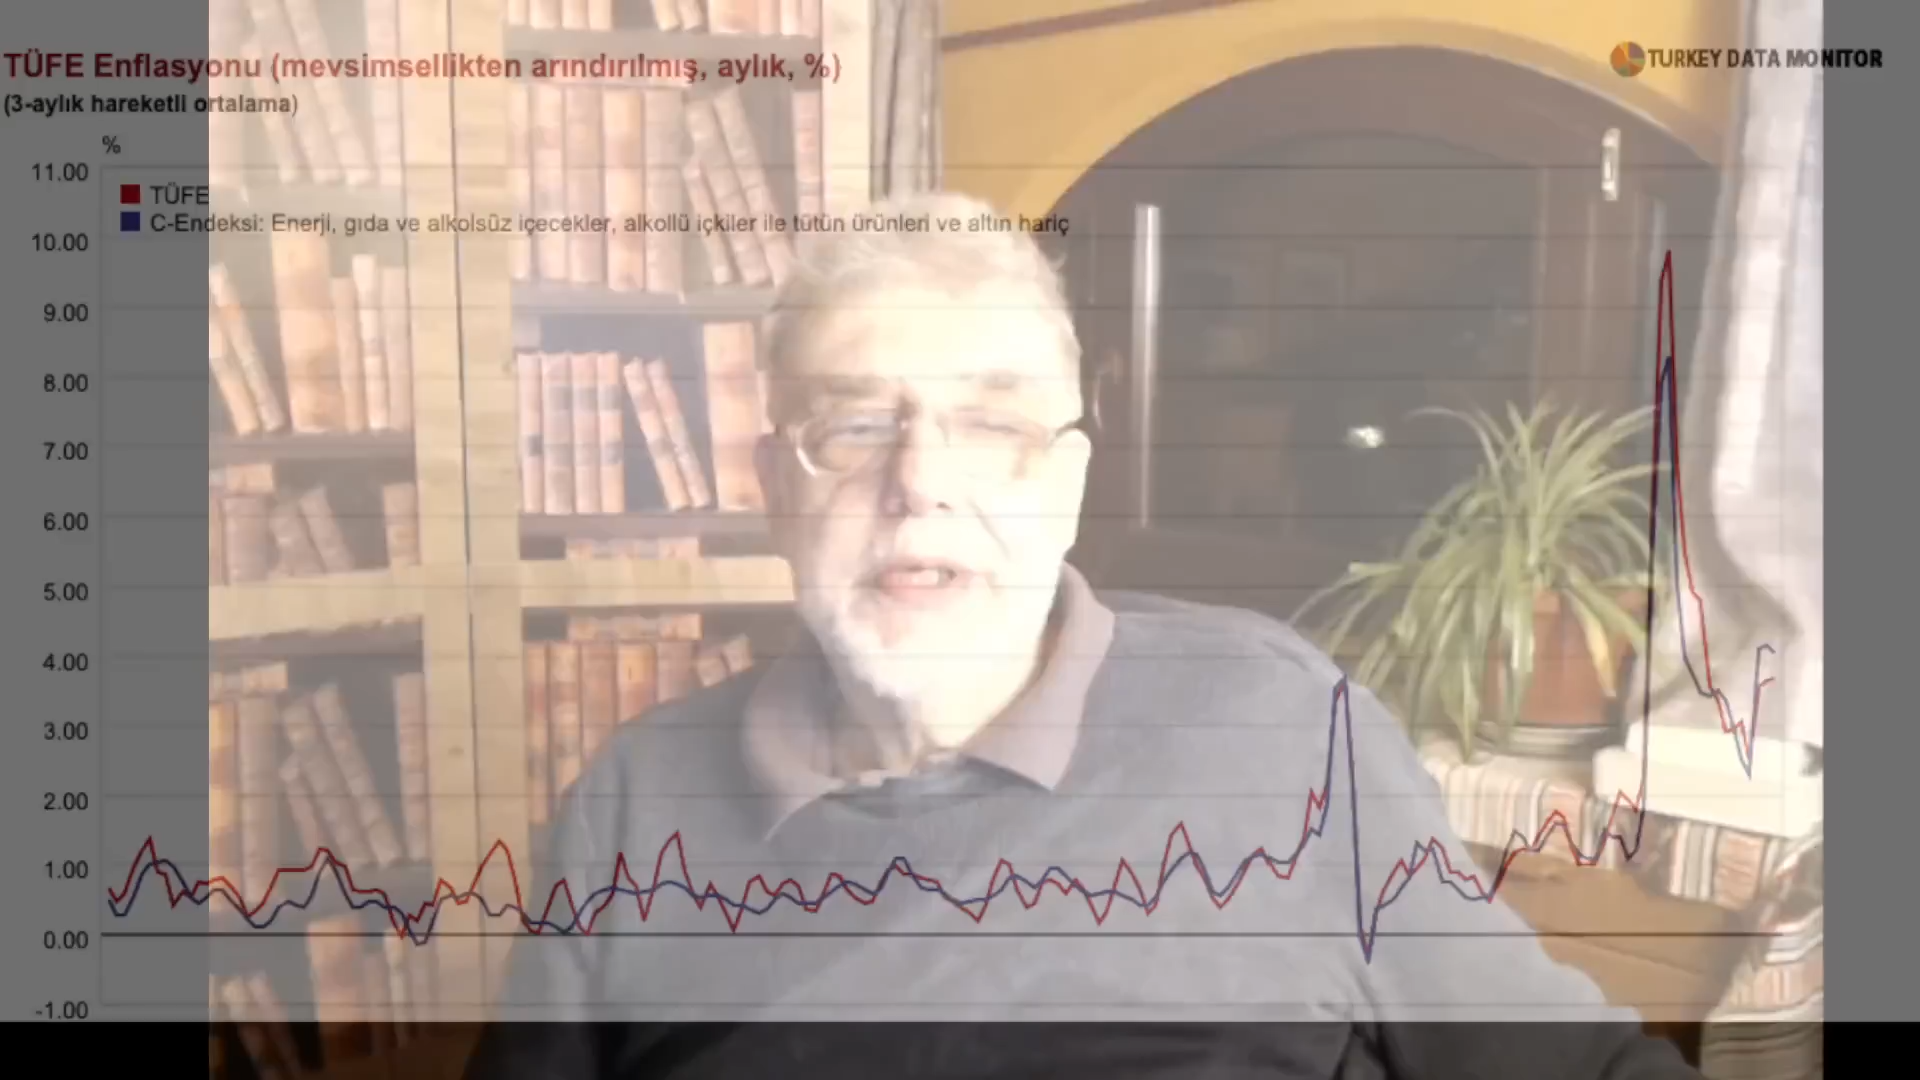 TÜFE Enflasyonu (mevsimsellikten arındırılmış, aylık, %)
(3-aylık hareketli ortalama)
TURKEY DATA MONITOR
%
11.00
TÜFE
C-Endeksi: Enerji, gıda ve alkolsüz içecekler, alkollü içkiler ile tütün ürünleri ve altın hariç
10.00
9.00
8.00
7.00
6.00
5.00
4.00
3.00
2.00
1.00
0.00
-1.00